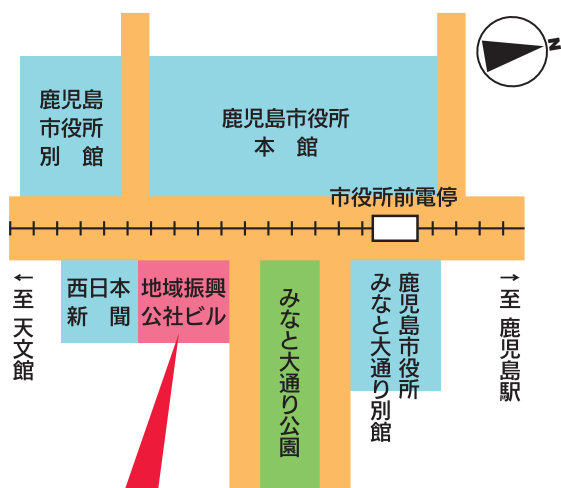 N
鹿児島
市役所
別　館
鹿児島市役所
本　館
市役所前電停
西日本
新　聞
地域振興
公社ビル
みなと大通り公園
鹿児島市役所
みなと大通り別館
←至 天文館
→至 鹿児島駅